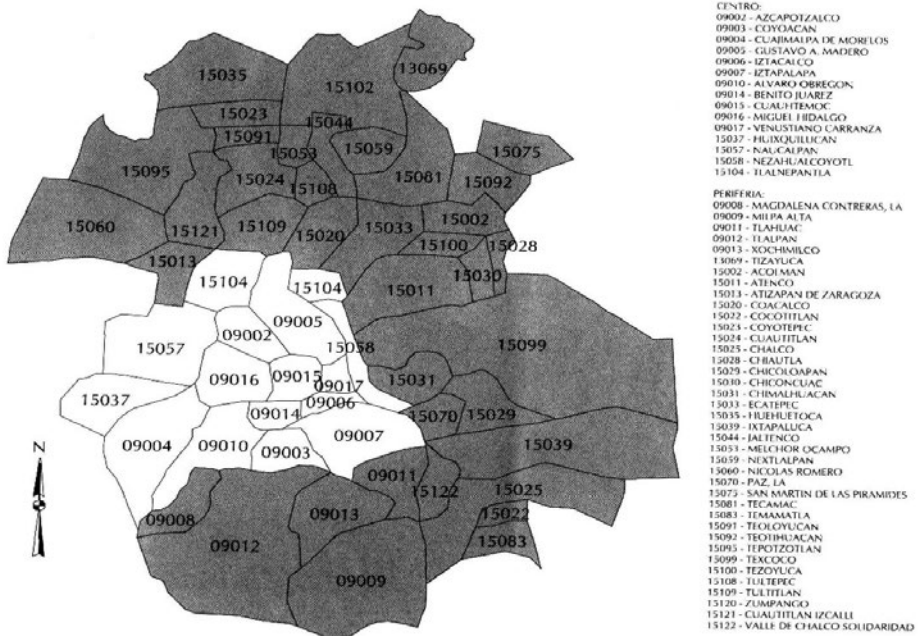 15035
13069
15102
15023
15044
15091
15053
15059
15075
15095
15024
15108
15081
15092
15060
15121
15109
15020
15033
15002
15100
15028
15013
15104
15104
15011
15030
09005
09002
15057
15058
15099
09016
09015
09017
15031
15037
09006
09014
15070
15029
09004
09010
09003
09007
15039
09011
15122
15025
09008
09013
15022
09012
15083
09009
N
CENTRO:
09002 - AZCAPOTZALCO
09003 - COYOACAN
09004 - CUAJIMALPA DE MORELOS
09005 - GUSTAVO A. MADERO
09006 - IZTACALCO
09007 - IZTAPALAPA
09010 - ALVARO OBREGON
09014 - BENITO JUAREZ
09015 - CUAUHTEMOC
09016 - MIGUEL HIDALGO
09017 - VENUSTIANO CARRANZA
15037 - HUIXQUILUCAN
15057 - NAUCALPAN
15058 - NEZAHUALCOYOTL
15104 - TLALNEPANTLA
PERIFERIA:
09008 - MAGDALENA CONTRERAS, LA
09009 - MILPA ALTA
09011 - TLAHUAC
09012 - TLALPAN
09013 - XOCHIMILCO
13069 - TIZAYUCA
15002 - ACOLMAN
15011 - ATENCO
15013 - ATIZAPAN DE ZARAGOZA
15020 - COACALCO
15022 - COCOTITLAN
15023 - COYOTEPEC
15024 - CUAUTITLAN
15025 - CHALCO
15028 - CHIAUTLA
15029 - CHICOLOAPAN
15030 - CHICONCUAC
15031 - CHIMALHUACAN
15033 - ECATEPEC
15035 - HUEHUETOCA
15039 - IXTAPALUCA
15044 - JALTENCO
15053 - MELCHOR OCAMPO
15059 - NEXTLALPAN
15060 - NICOLAS ROMERO
15070 - PAZ, LA
15075 - SAN MARTIN DE LAS PIRAMIDES
15081 - TECAMAC
15083 - TEMAMATLA
15091 - TEOLOYUCAN
15092 - TEOTIHUACAN
15095 - TEPOTZOTLAN
15099 - TEXCOCO
15100 - TEZOYUCA
15108 - TULTEPEC
15109 - TULTITLAN
15120 - ZUMPANGO
15121 - CUAUTITLAN IZCALLI
15122 - VALLE DE CHALCO SOLIDARIDAD